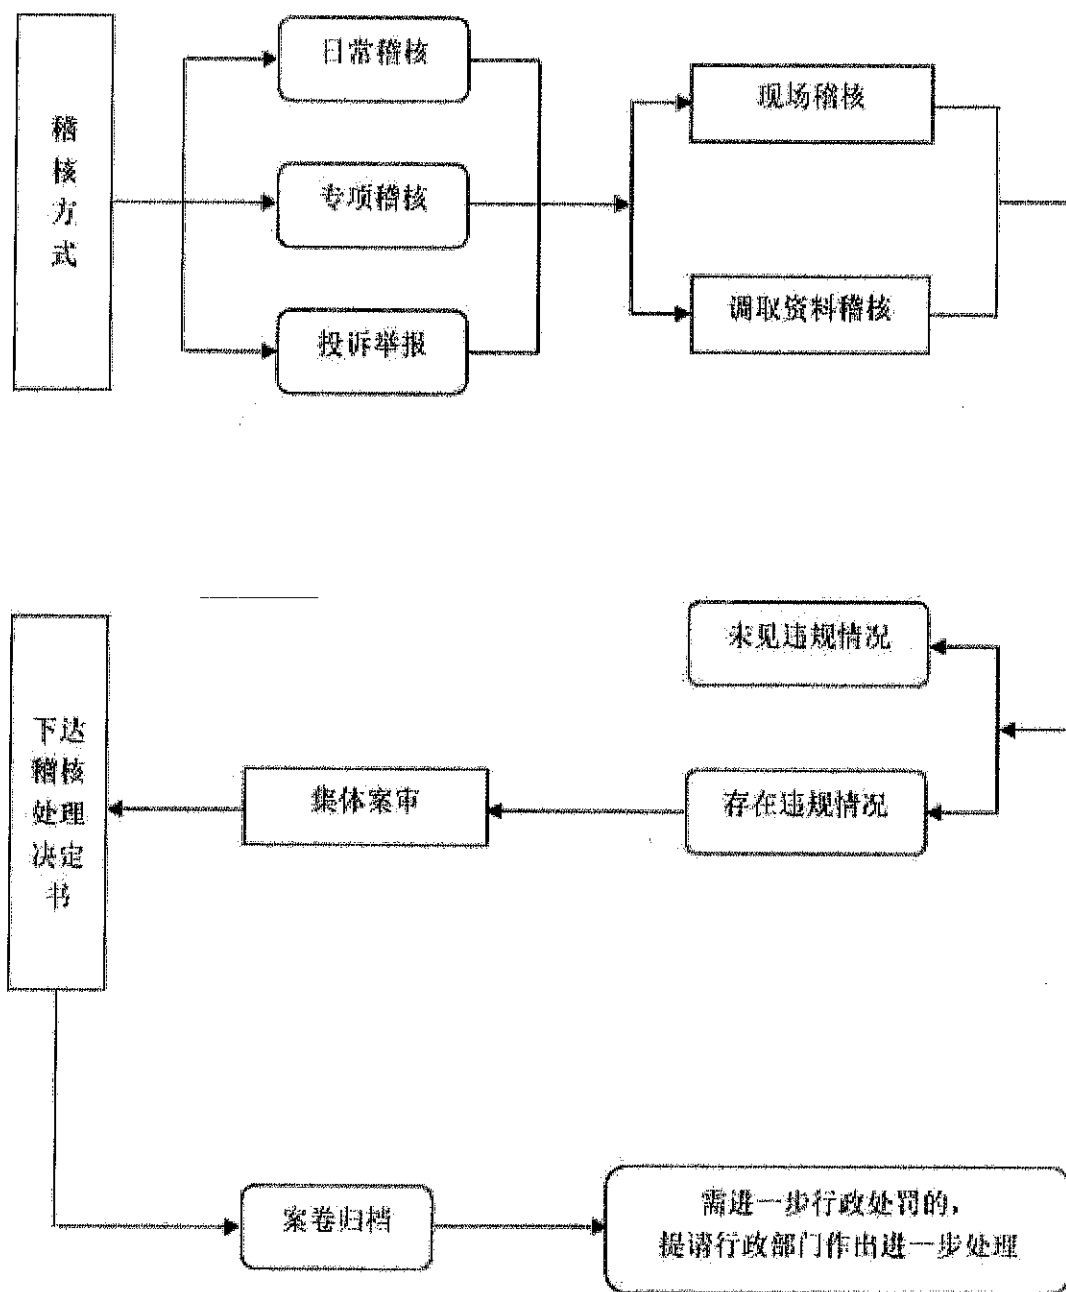 稽核方式
日常稽核
专项稽核
投诉举报
现场稽核
调取资料稽核
未见违规情况
存在违规情况
集体案审
下达
稽核
处理
决定
书
案卷归档
需进一步行政处罚的，
提请行政部门作出进一步处理